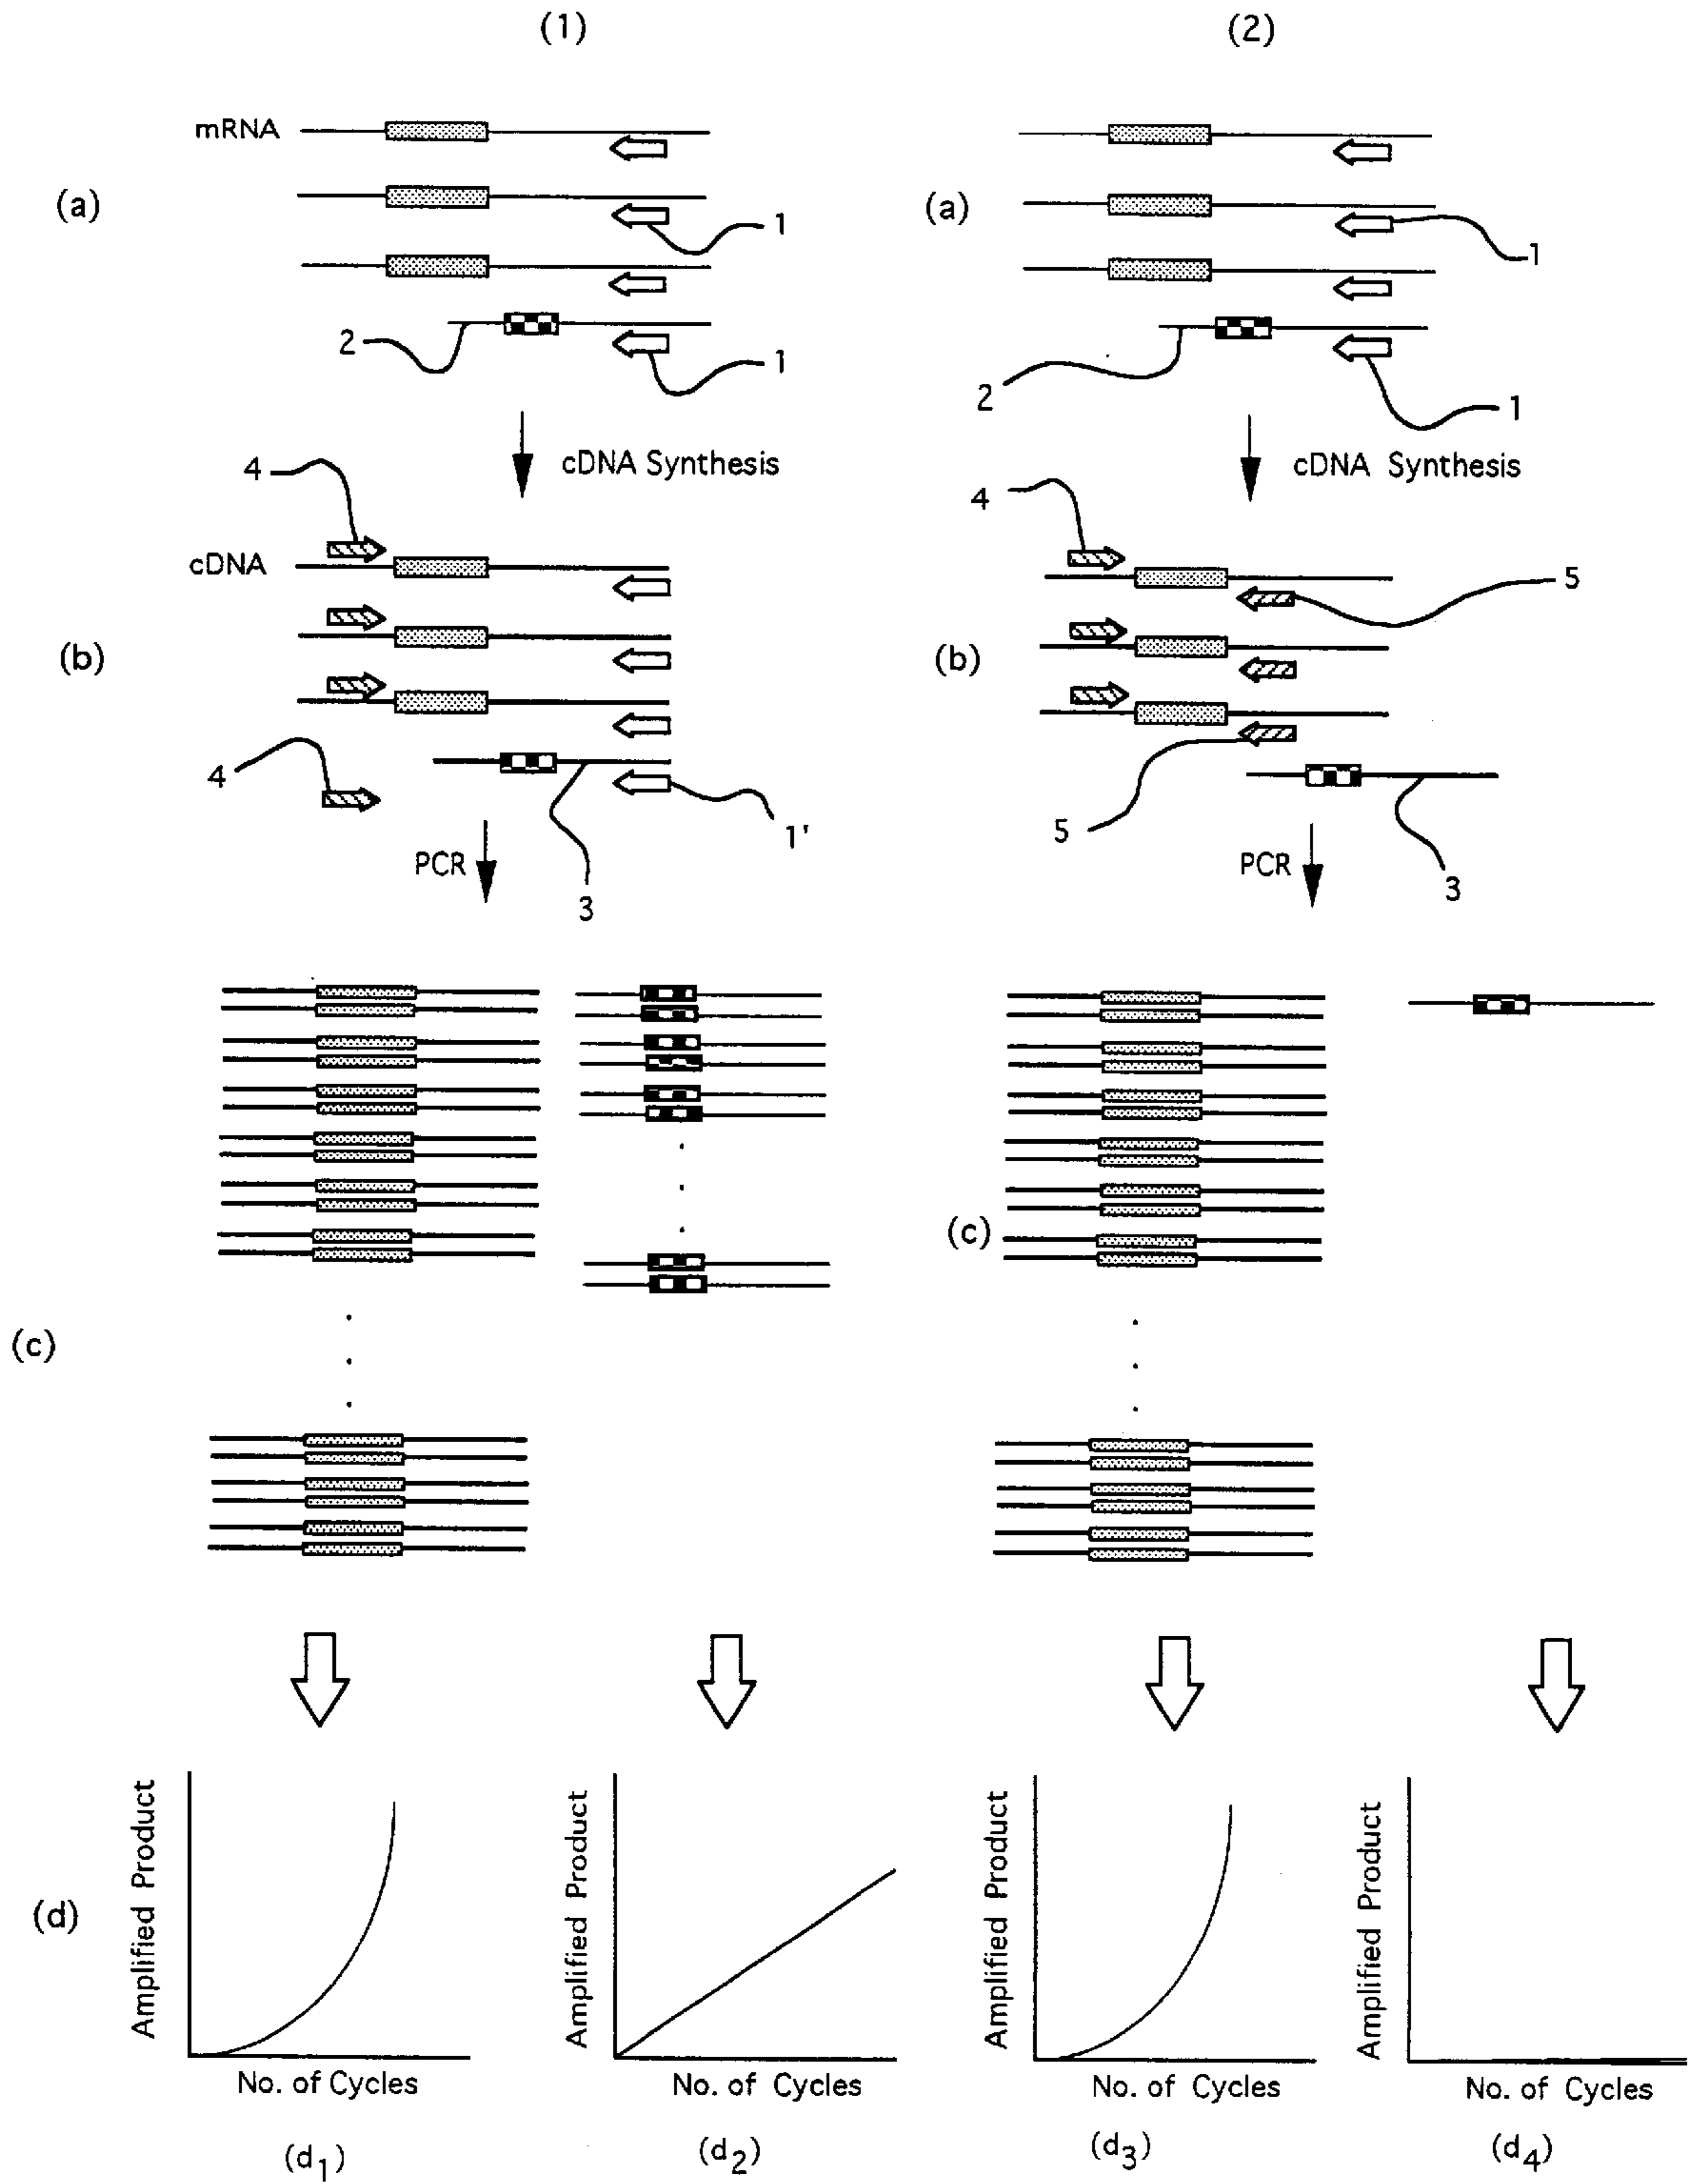 (1)
(2)
mRNA
(a)
(a)
1
1
2
1
2
1
cDNA Synthesis
cDNA Synthesis
4
4
cDNA
5
(b)
(b)
4
1'
5
PCR
PCR
3
3
(c)
(c)
(d)
Amplified Product
Amplified Product
Amplified Product
Amplified Product
No. of Cycles
No. of Cycles
No. of Cycles
No. of Cycles
(d1)
(d2)
(d3)
(d4)